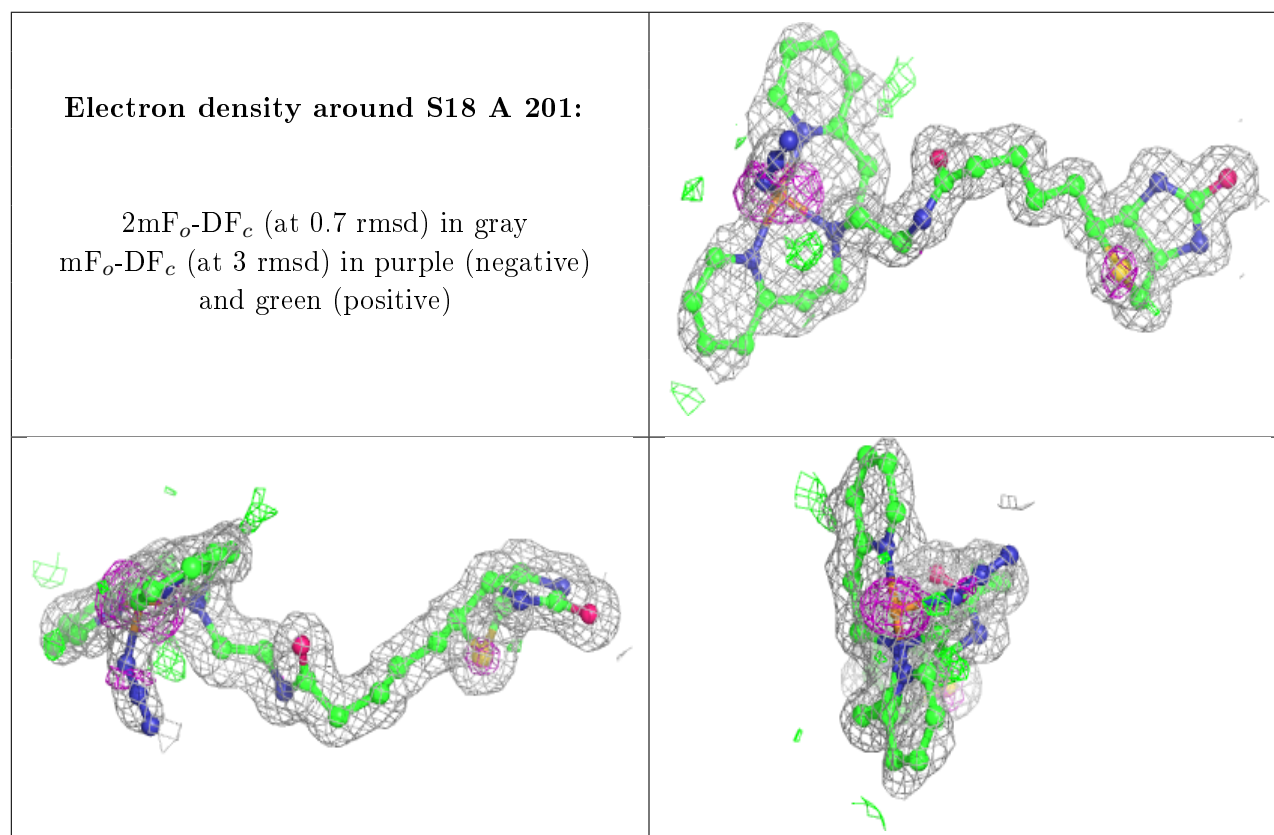 Electron density around S18 A 201:
2mFo-DFc (at 0.7 rmsd) in gray
mFo-DFc (at 3 rmsd) in purple (negative)
and green (positive)